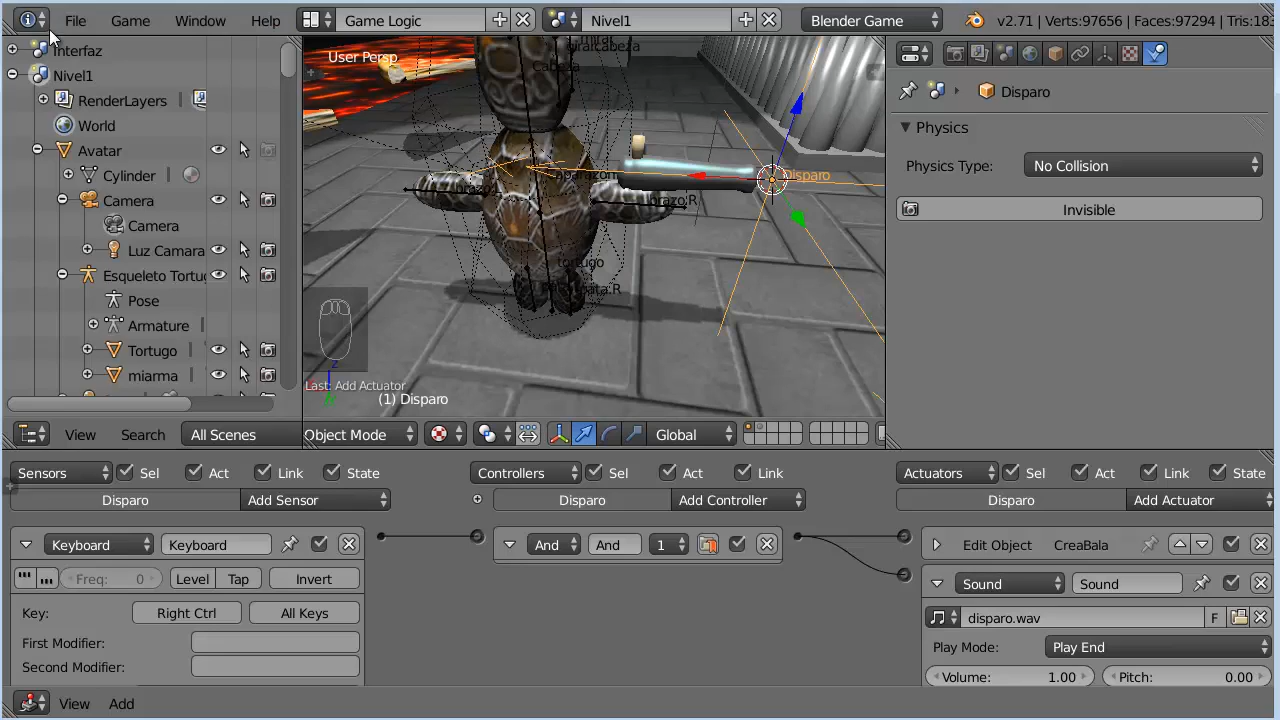 File Game Window Help Game Logic Nivel1 Blender Game v2.71 | Verts:97656 | Faces:97294 | Tris:18
Interfaz
Nivel1
RenderLayers |
World
Avatar
Cylinder |
Camera
Camera
Luz Camara
Esqueleto Tortug
Pose
Armature |
Tortugo
miarma
View Search All Scenes
User Persp
giralcabeza
Cabeza
Disparo
brazo.R
tortugo
pata.R
Last: Add Actuator
(1) Disparo
Object Mode Global
Disparo
Physics
Physics Type: No Collision
Invisible
Sensors Sel Act Link State Controllers Sel Act Link Actuators Sel Act Link State
Disparo Add Sensor Disparo Add Controller Disparo Add Actuator
Keyboard Keyboard And And 1 Edit Object CreaBala
Freq: 0 Level Tap Invert Sound Sound
Key: Right Ctrl All Keys disparo.wav F
First Modifier: Play Mode: Play End
Second Modifier: Volume: 1.00 Pitch: 0.00
View Add